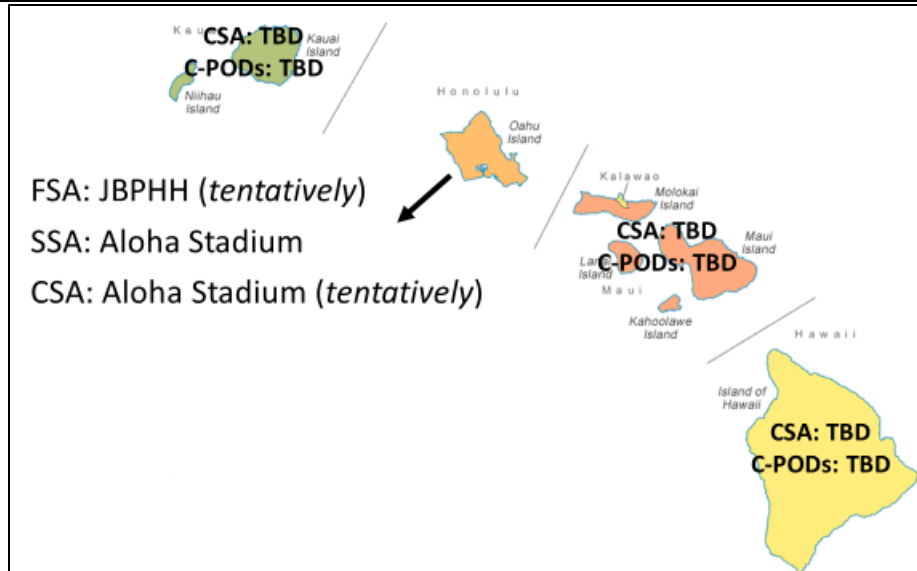 Kaua
CSA: TBD
Kauai
Island
C-PODs: TBD
Niihau
Island
Honolulu
Oahu
Island
FSA: JBPHH (tentatively)
SSA: Aloha Stadium
CSA: Aloha Stadium (tentatively)
Kalawao
Molokai
Island
CSA: TBD
Maui
Island
C-PODs: TBD
Island
Maui
Kahoolawe
Island
Hawaii
Island of
Hawaii
CSA: TBD
C-PODs: TBD